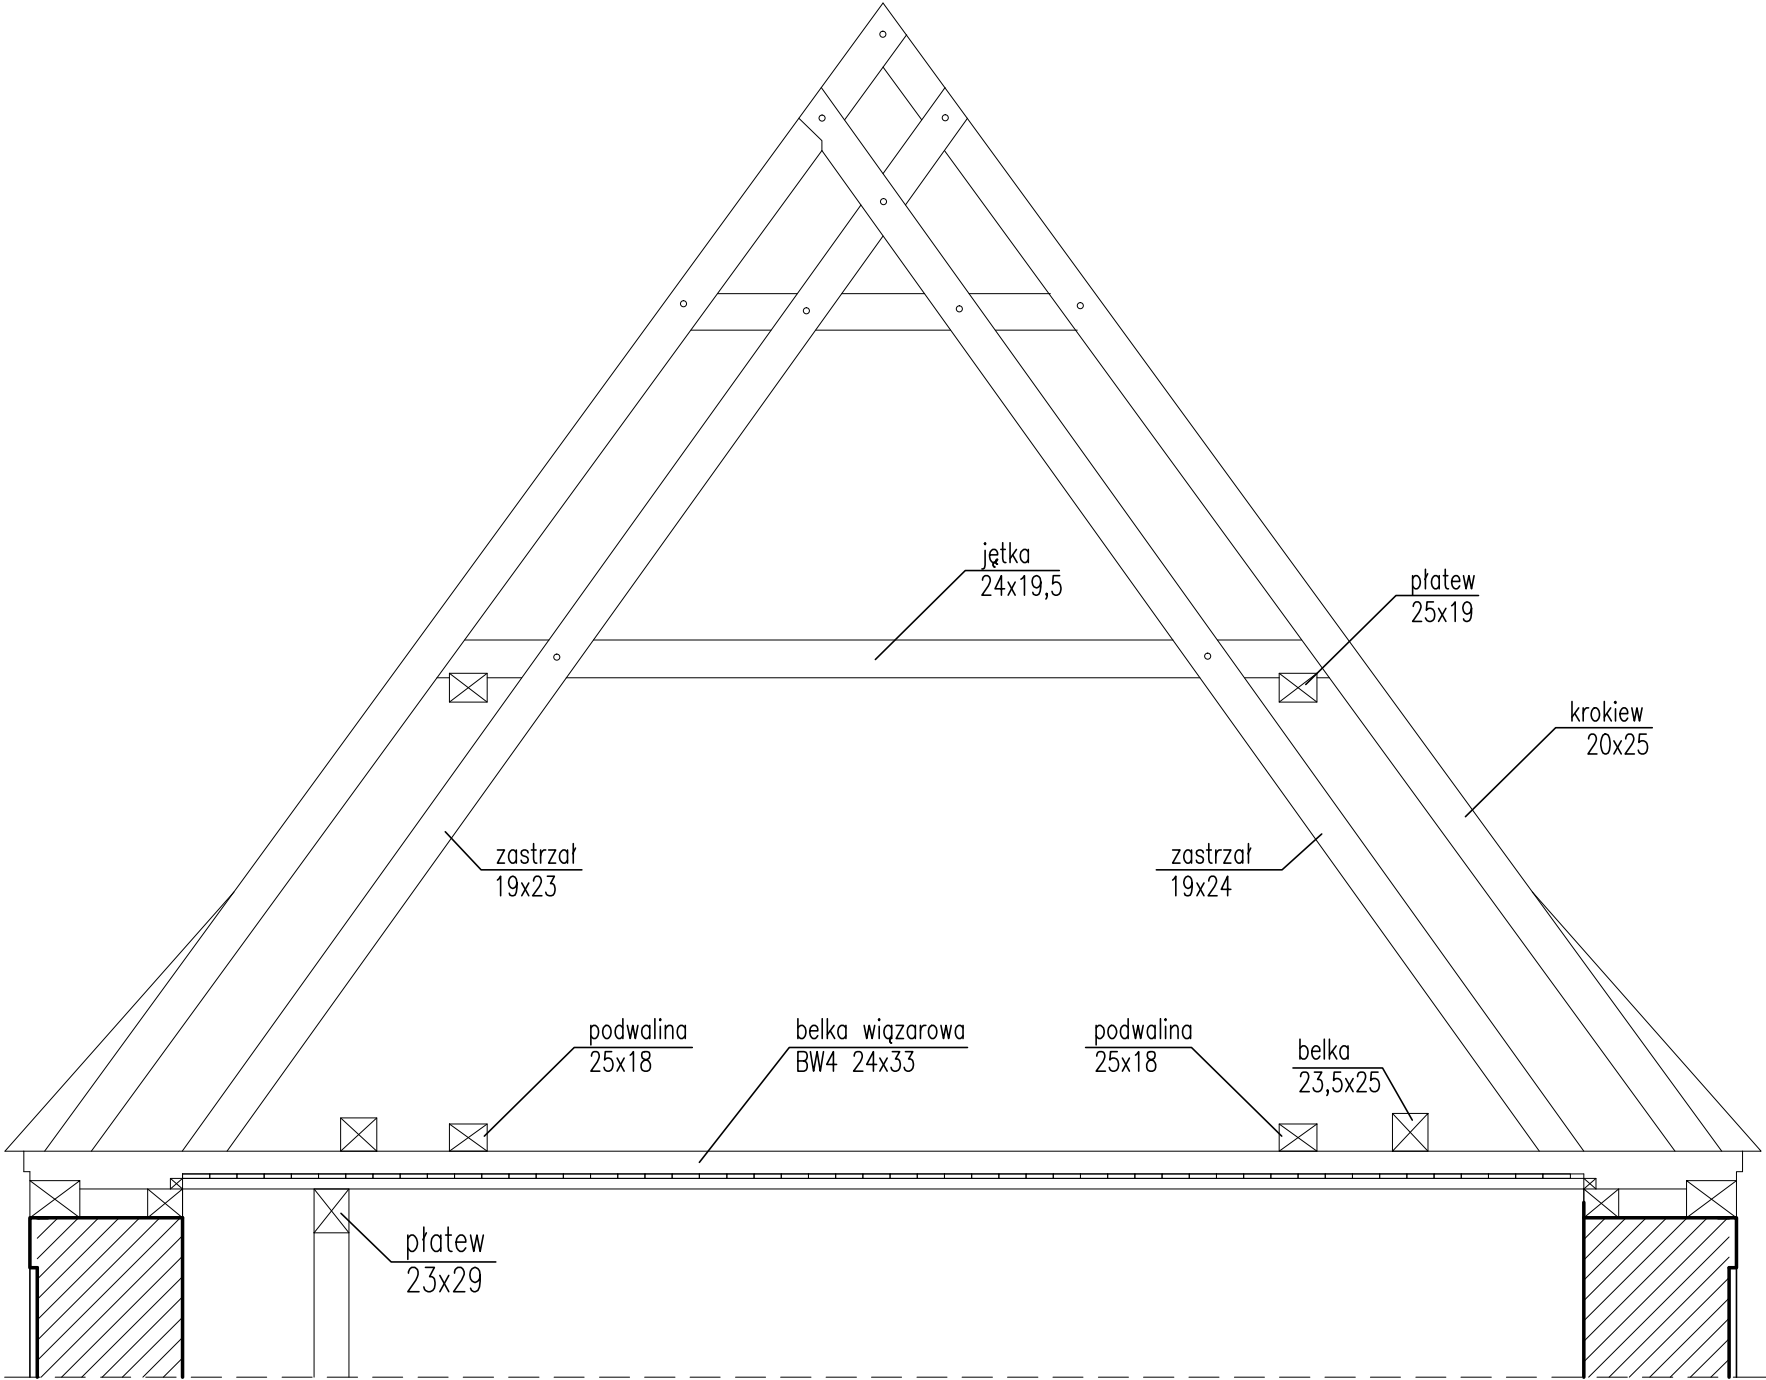 jętka
24x19,5
płatew
25x19
krokiew
20x25
zastrzał
19x23
zastrzał
19x24
podwalina
25x18
belka wiązarowa
BW4 24x33
podwalina
25x18
belka
23,5x25
płatew
23x29